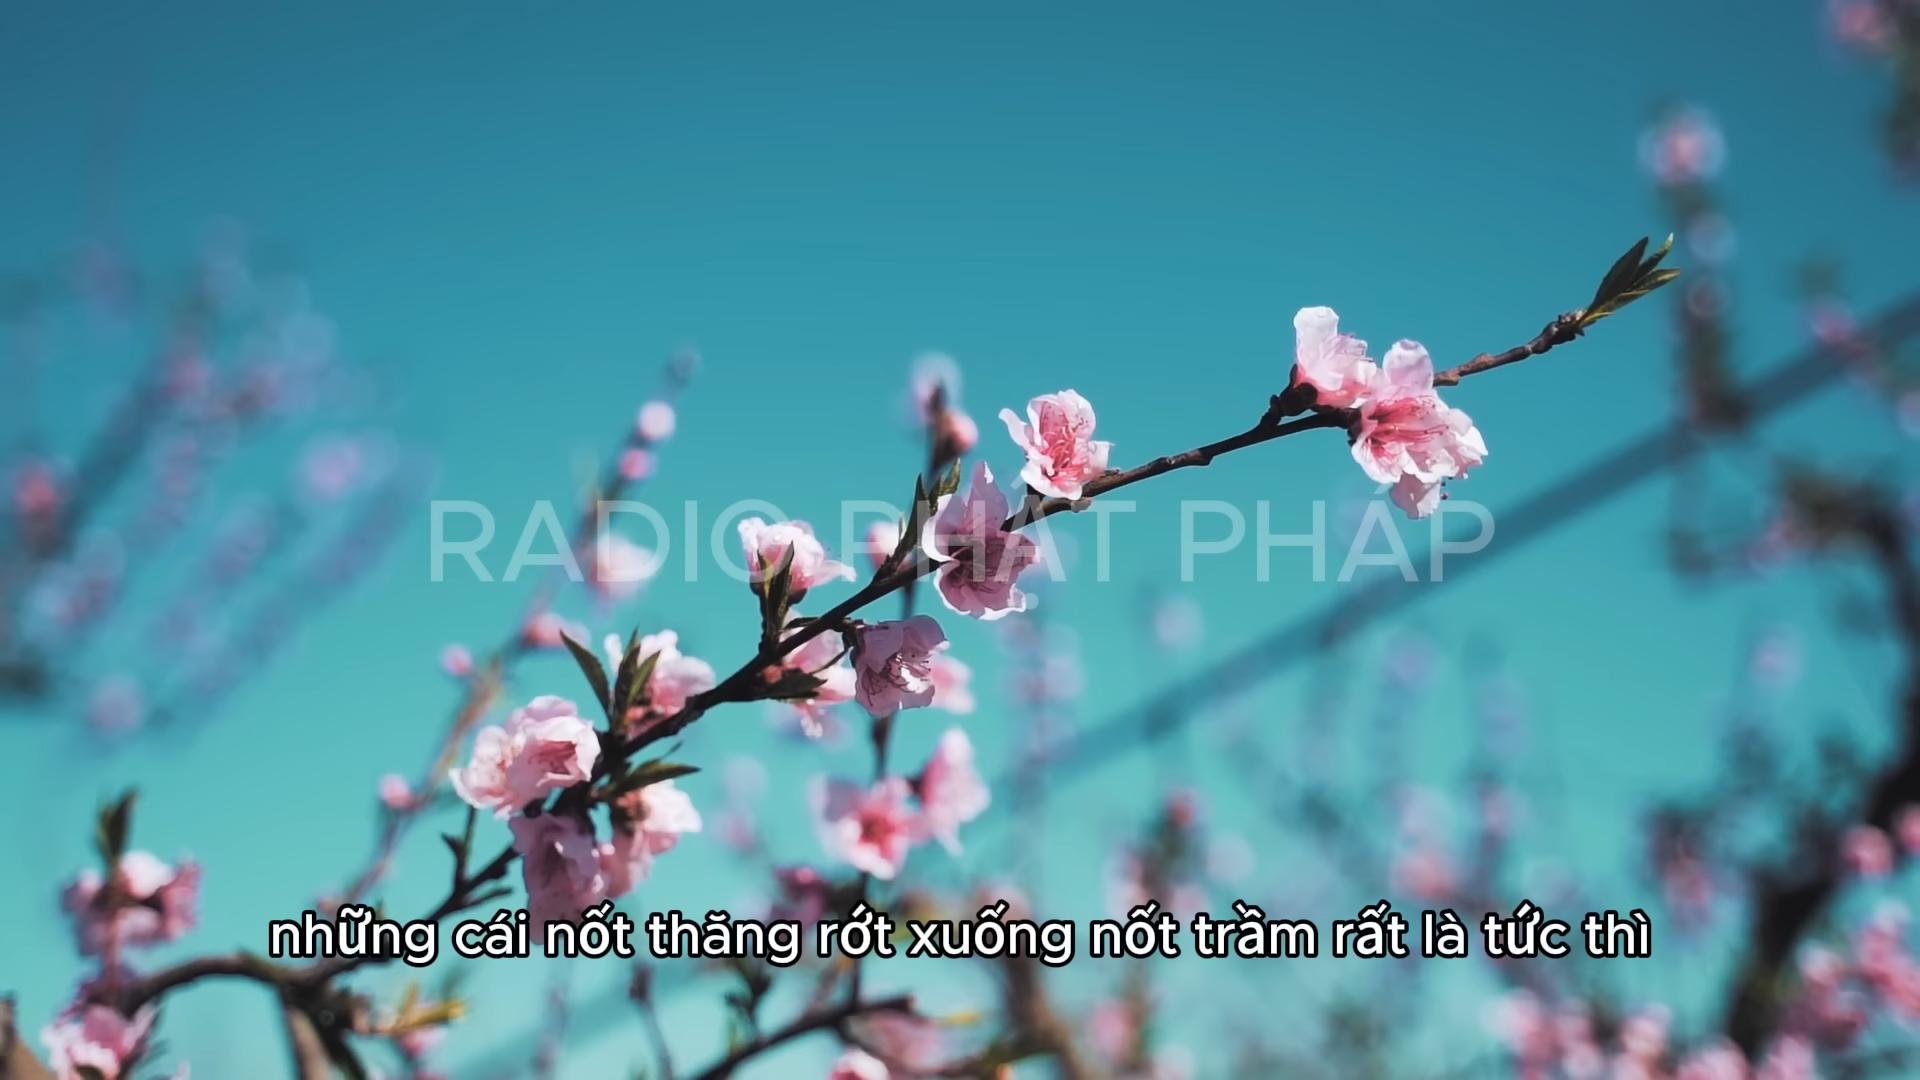 RADIO PHẬT PHÁP
những cái nốt thăng rớt xuống nốt trầm rất là tức thì